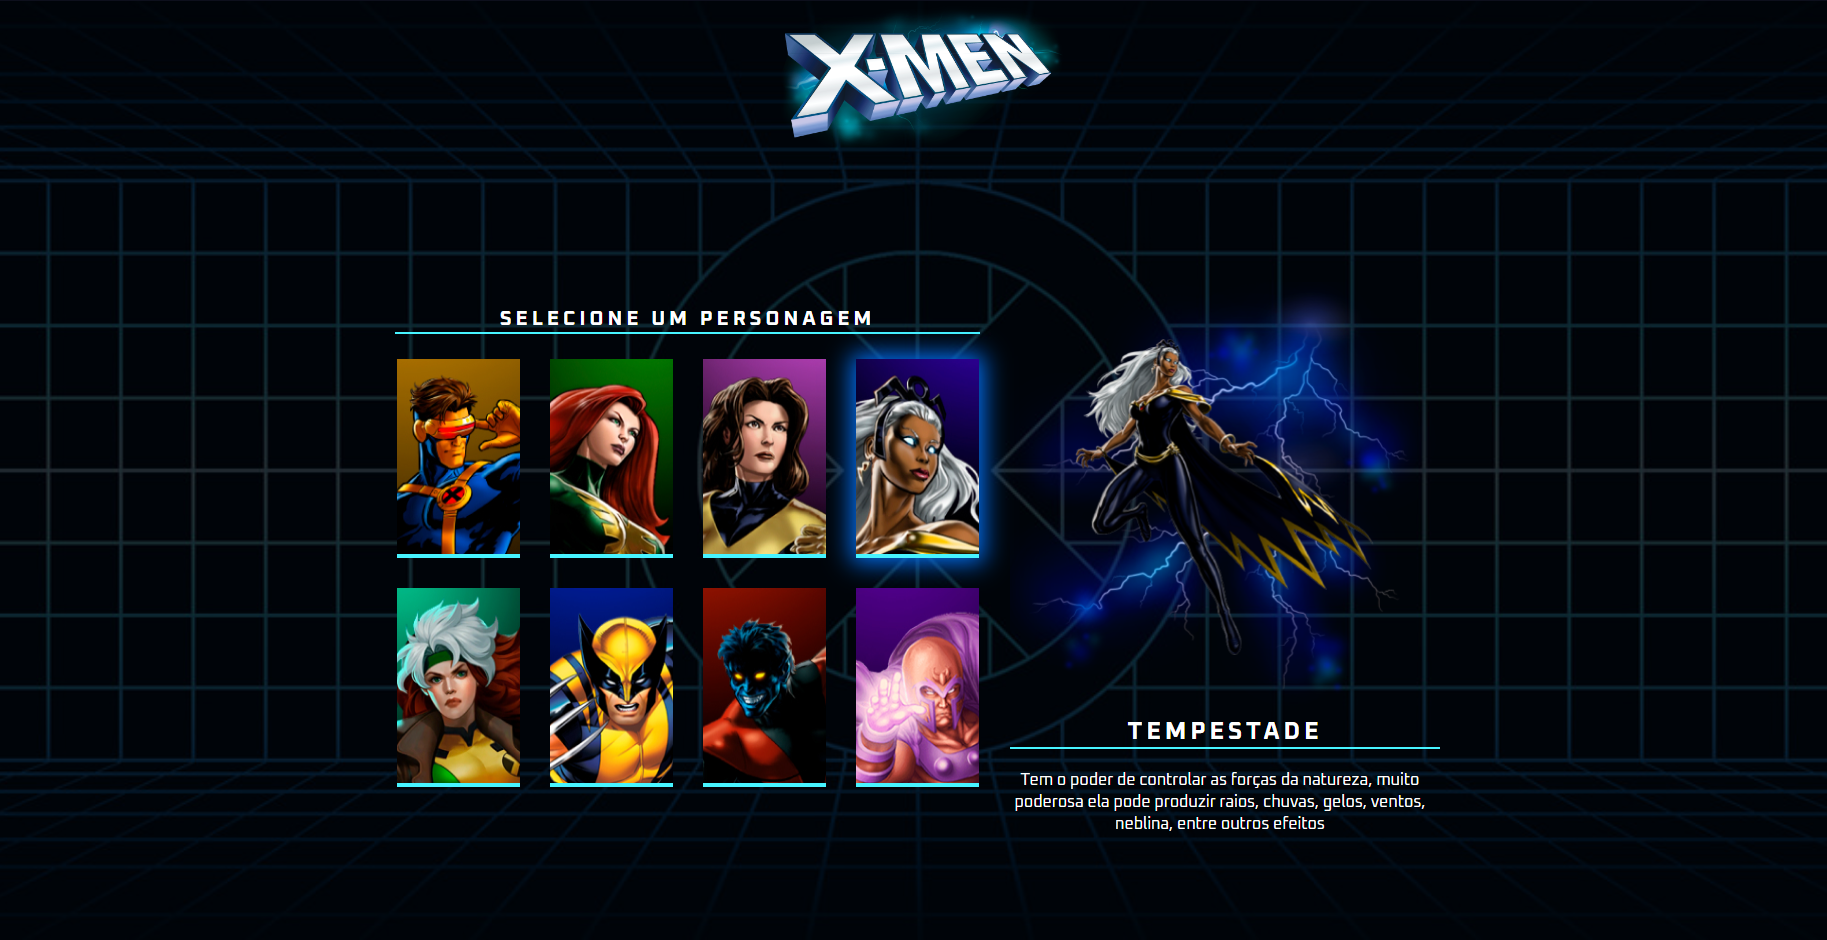 X-MEN
SELECIONE UM PERSONAGEM
TEMPESTADE
Tem o poder de controlar as forças da natureza, muito
poderosa ela pode produzir raios, chuvas, gelos, ventos,
neblina, entre outros efeitos